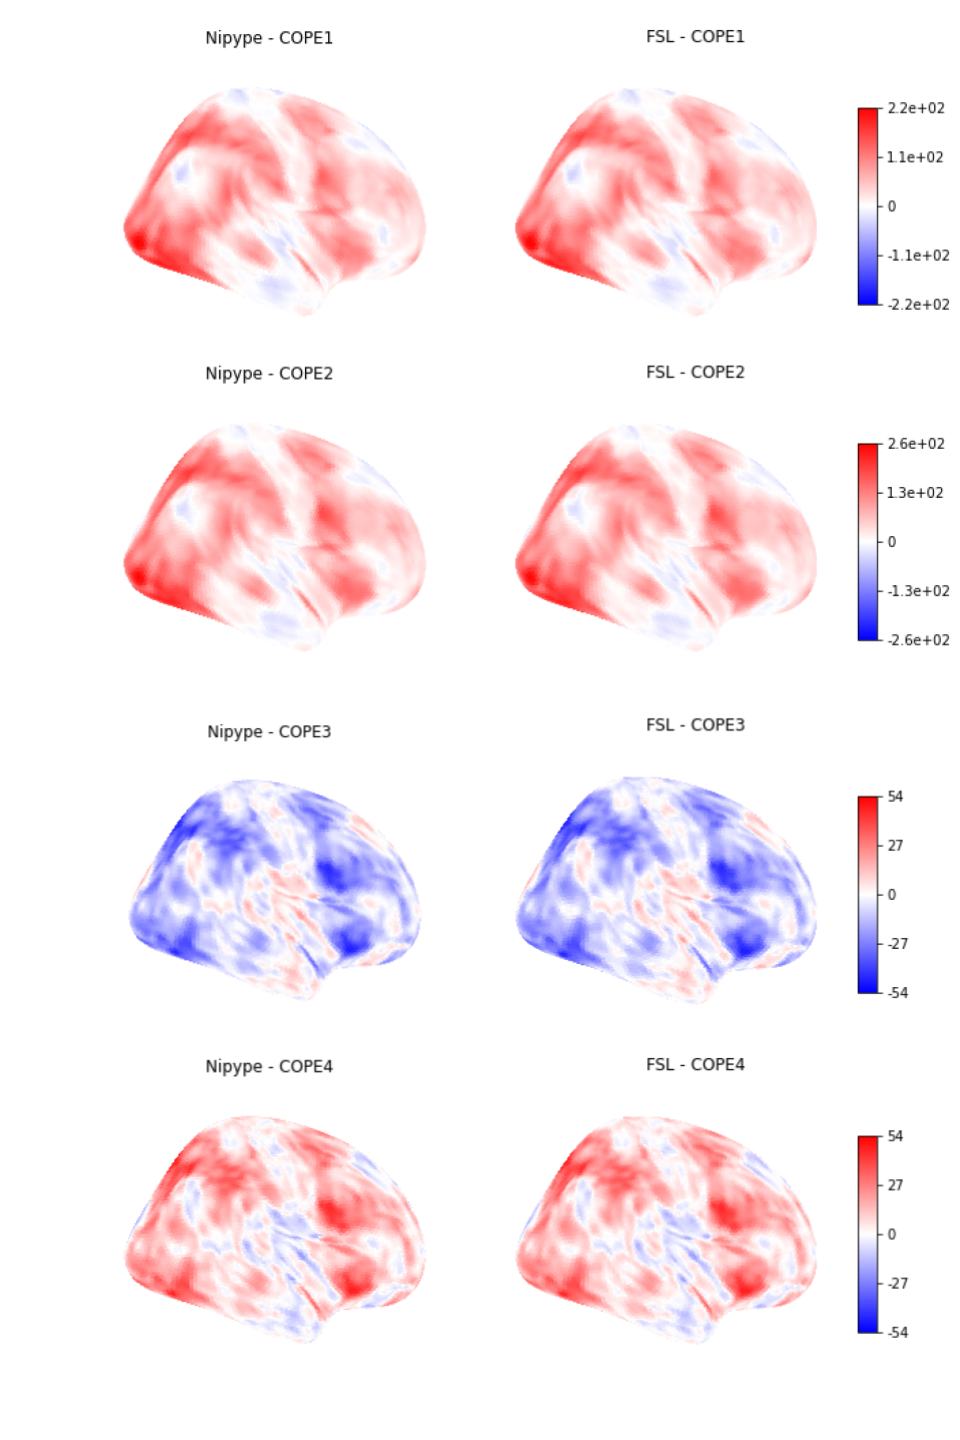 Nipype - COPE1
FSL - COPE1
2.2e+02
1.1e+02
0
-1.1e+02
-2.2e+02
Nipype - COPE2
FSL - COPE2
2.6e+02
1.3e+02
0
-1.3e+02
-2.6e+02
Nipype - COPE3
FSL - COPE3
54
27
0
-27
-54
Nipype - COPE4
FSL - COPE4
54
27
0
-27
-54